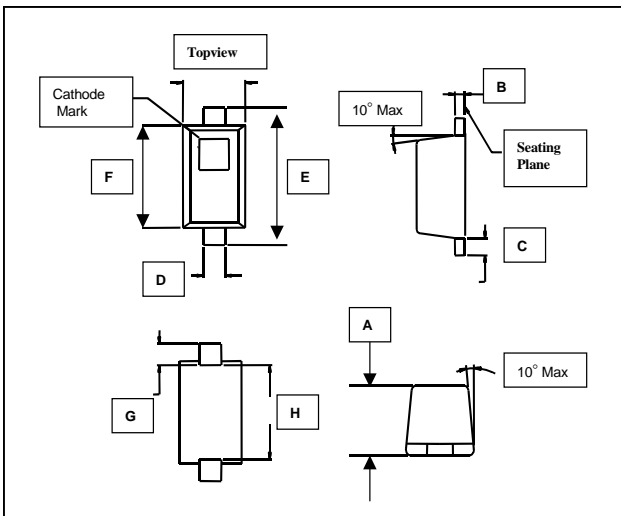 Topview
Cathode
Mark
B
10° Max
Seating
Plane
F
E
C
D
A
10° Max
G
H